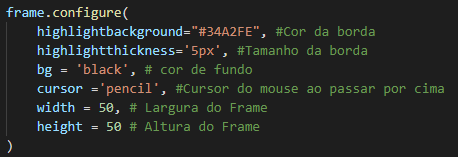 frame.configure(
highlightbackground="#34A2FE", #Cor da borda
highlightthickness='5px', #Tamanho da borda
bg = 'black', # cor de fundo
cursor ='pencil', #Cursor do mouse ao passar por cima
width = 50, # Largura do Frame
height = 50 # Altura do Frame
)